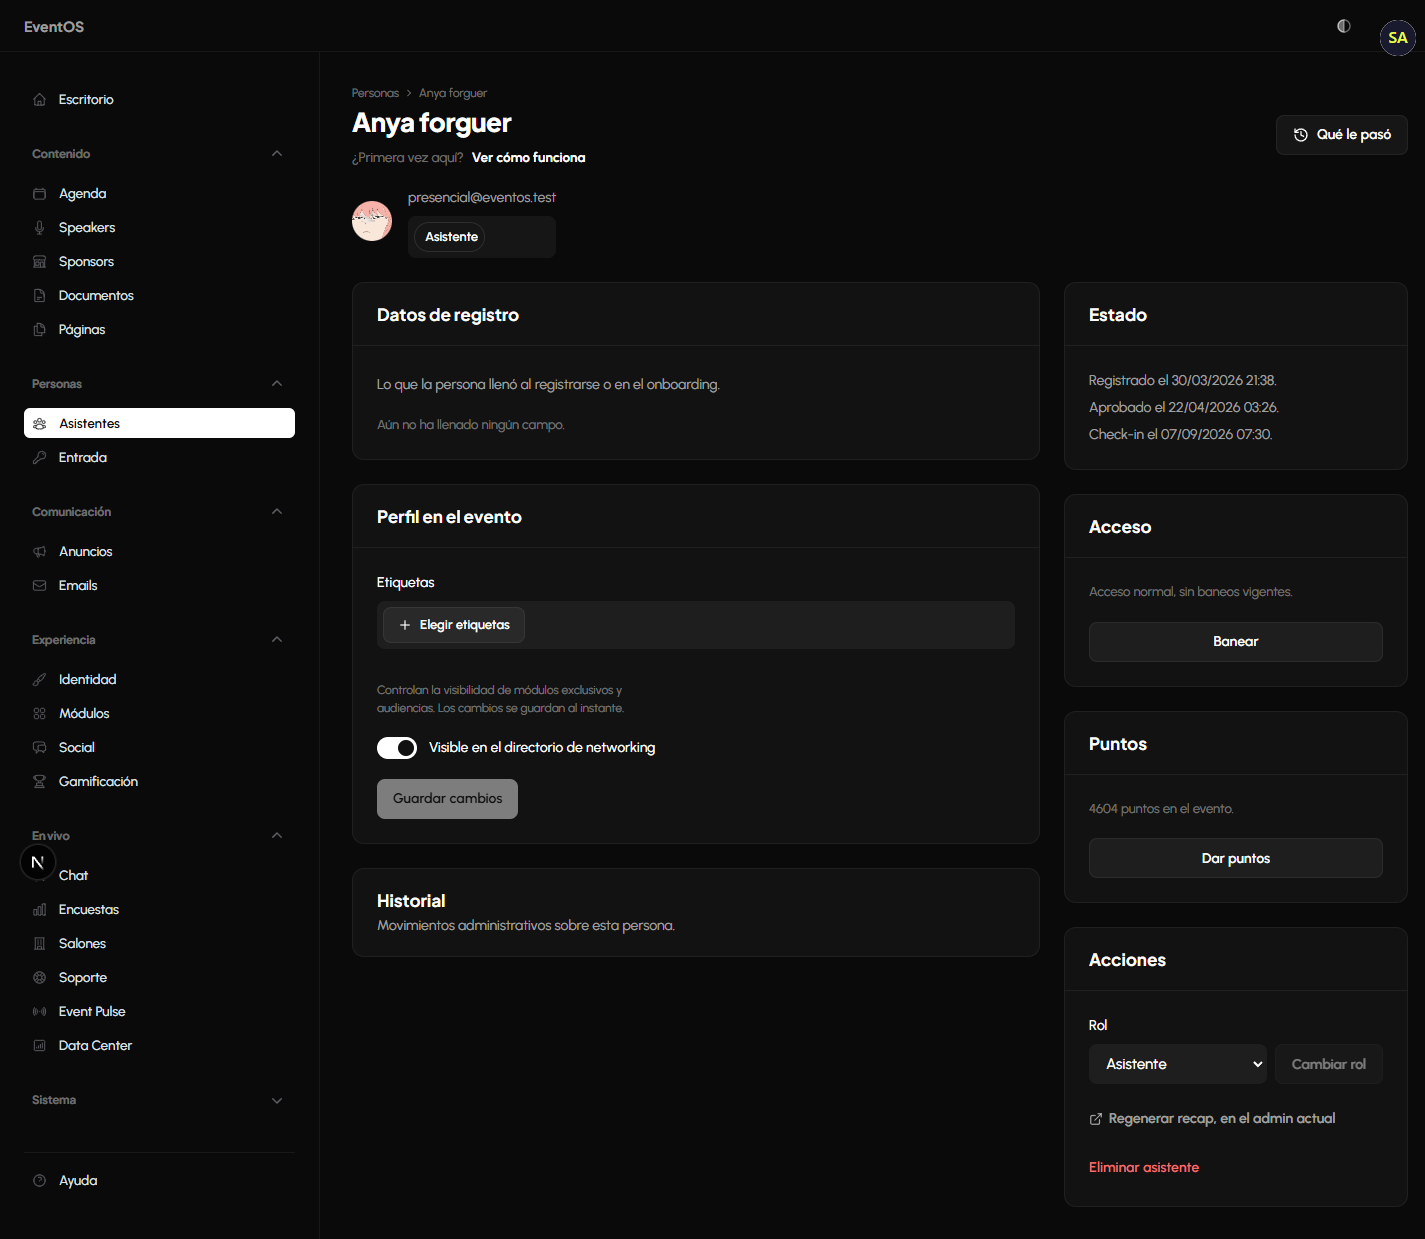 EventOS
SA
Escritorio
Contenido
Agenda
Speakers
Sponsors
Documentos
Páginas
Personas
Asistentes
Entrada
Comunicación
Anuncios
Emails
Experiencia
Identidad
Módulos
Social
Gamificación
En vivo
N
Chat
Encuestas
Salones
Soporte
Event Pulse
Data Center
Sistema
Ayuda
Personas > Anya forguer
Anya forguer
¿Primera vez aquí? Ver cómo funciona
Qué le pasó
presencial@eventos.test
Asistente
Datos de registro
Lo que la persona llenó al registrarse o en el onboarding.
Aún no ha llenado ningún campo.
Perfil en el evento
Etiquetas
+ Elegir etiquetas
Controlan la visibilidad de módulos exclusivos y
audiencias. Los cambios se guardan al instante.
Visible en el directorio de networking
Guardar cambios
Historial
Movimientos administrativos sobre esta persona.
Estado
Registrado el 30/03/2026 21:38.
Aprobado el 22/04/2026 03:26.
Check-in el 07/09/2026 07:30.
Acceso
Acceso normal, sin baneos vigentes.
Banear
Puntos
4604 puntos en el evento.
Dar puntos
Acciones
Rol
Asistente
Cambiar rol
Regenerar recap, en el admin actual
Eliminar asistente